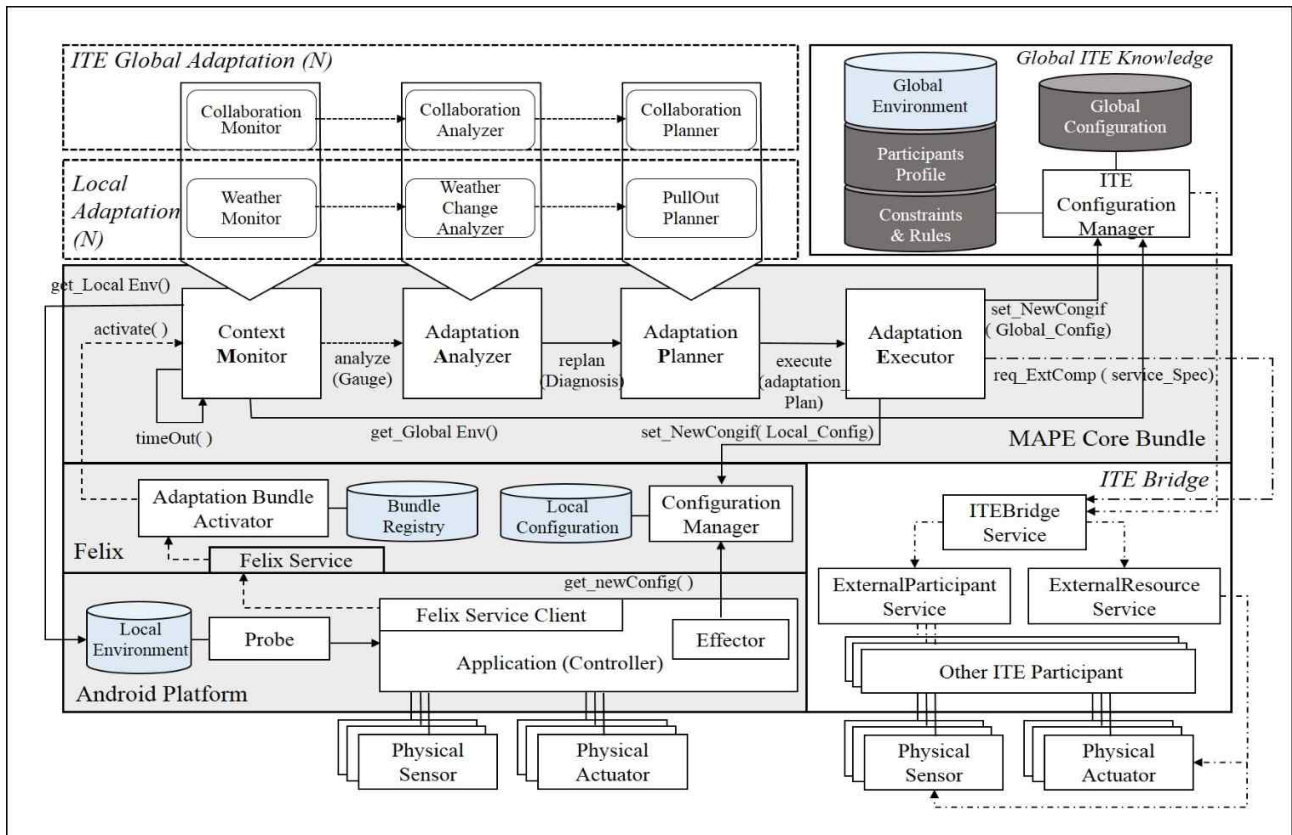 ITE Global Adaptation (N)
Collaboration
Monitor
Collaboration
Analyzer
Collaboration
Planner
Local
Adaptation
(N)
Weather
Monitor
Weather
Change
Analyzer
PullOut
Planner
Global ITE Knowledge
Global
Environment
Participants
Profile
Constraints
& Rules
Global
Configuration
ITE
Configuration
Manager
get_Local Env()
activate( )
timeOut( )
Context
Monitor
analyze
(Gauge)
Adaptation
Analyzer
replan
(Diagnosis)
Adaptation
Planner
execute
(adaptation_
Plan)
Adaptation
Executor
set_NewCongif
( Global_Config)
req_ExtComp ( service_Spec)
get_Global Env()
set_NewCongif( Local_Config)
MAPE Core Bundle
Adaptation Bundle
Activator
Bundle
Registry
Local
Configuration
Configuration
Manager
Felix
Felix Service
get_newConfig( )
Local
Environment
Probe
Felix Service Client
Application (Controller)
Effector
Android Platform
Physical
Sensor
Physical
Actuator
ITE Bridge
ITEBridge
Service
ExternalParticipant
Service
ExternalResource
Service
Other ITE Participant
Physical
Sensor
Physical
Actuator